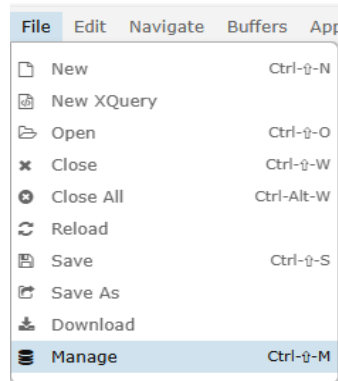 File Edit Navigate Buffers App
New Ctrl-⇧-N
New XQuery
Open Ctrl-⇧-O
Close Ctrl-⇧-W
Close All Ctrl-Alt-W
Reload
Save Ctrl-⇧-S
Save As
Download
Manage Ctrl-⇧-M